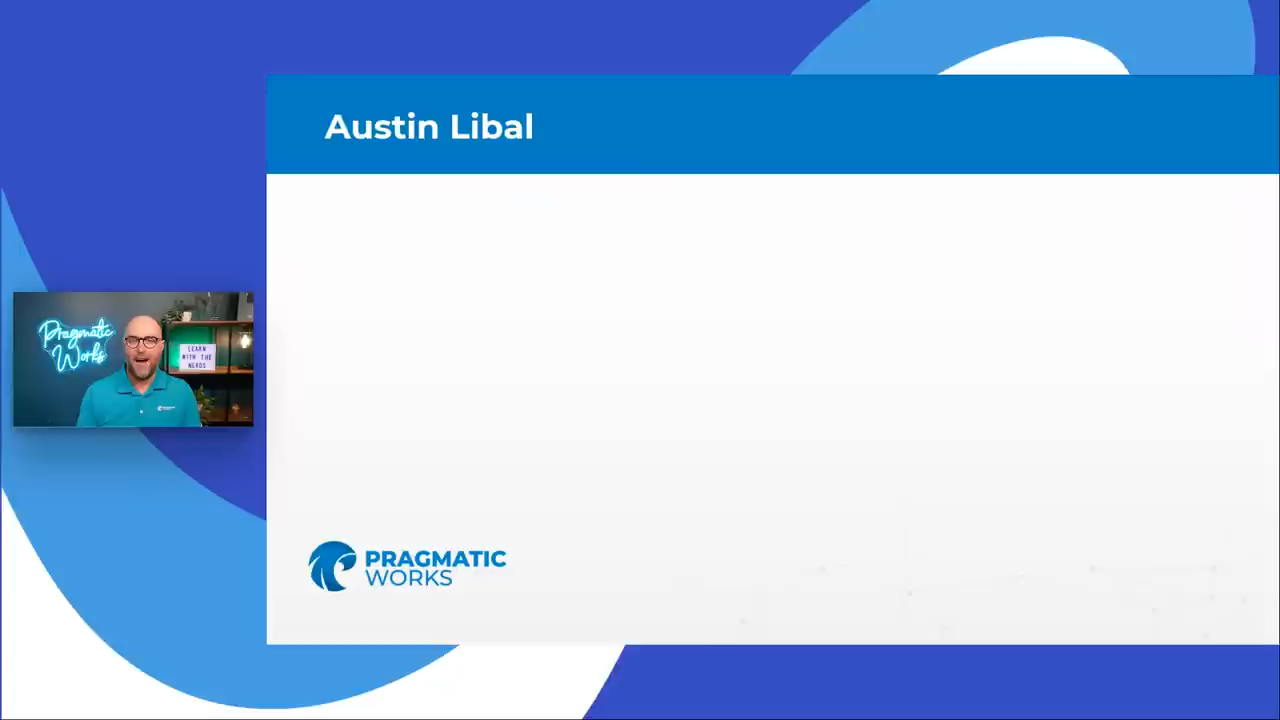 Austin Libal
Pragmatic
Works
LEARN
WITH THE
NERDS
PRAGMATIC
WORKS